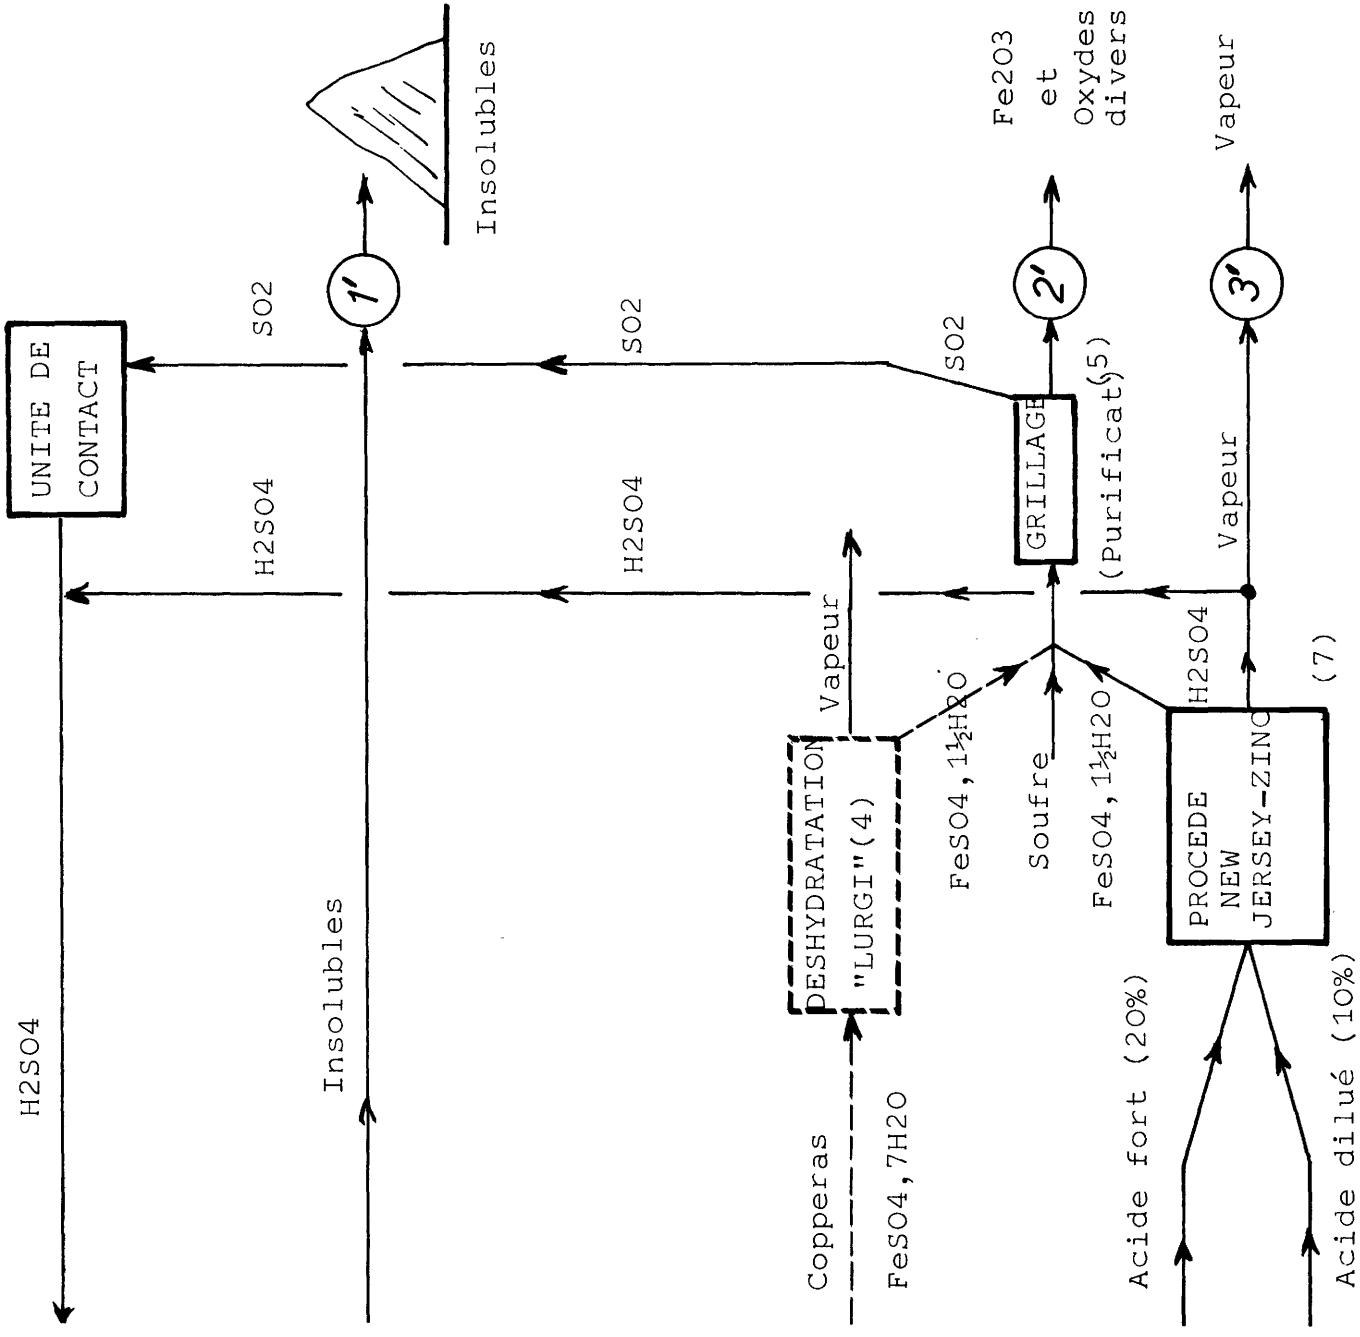 H2SO4
UNITE DE
CONTACT
H2SO4
SO2
Insolubles
1'
Insolubles
H2SO4
SO2
Copperas
FeSO4,7H2O
DESHYDRATATION
"LURGI"(4)
Vapeur
FeSO4,1½H2O
Soufre
FeSO4,1½H2O
SO2
GRILLAGE
(Purificat)
(5)
2'
Fe2O3
et
Oxydes
divers
Acide fort (20%)
Acide dilué (10%)
PROCEDE
NEW
JERSEY-ZINC
(7)
H2SO4
Vapeur
3'
Vapeur